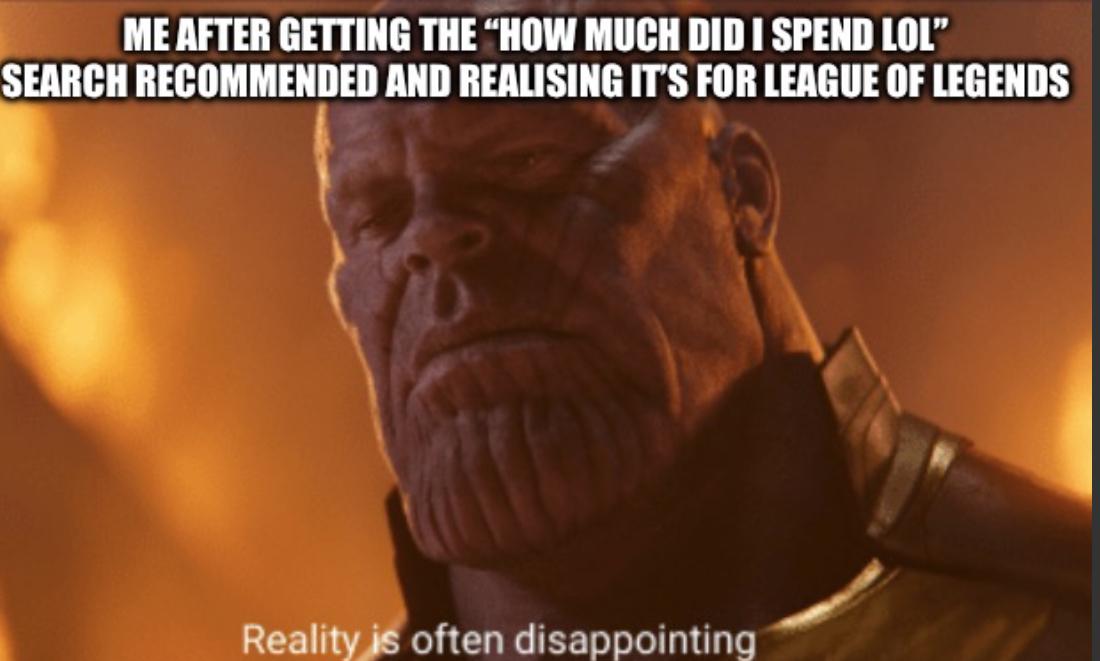 ME AFTER GETTING THE “HOW MUCH DID I SPEND LOL”
SEARCH RECOMMENDED AND REALISING IT’S FOR LEAGUE OF LEGENDS
Reality is often disappointing